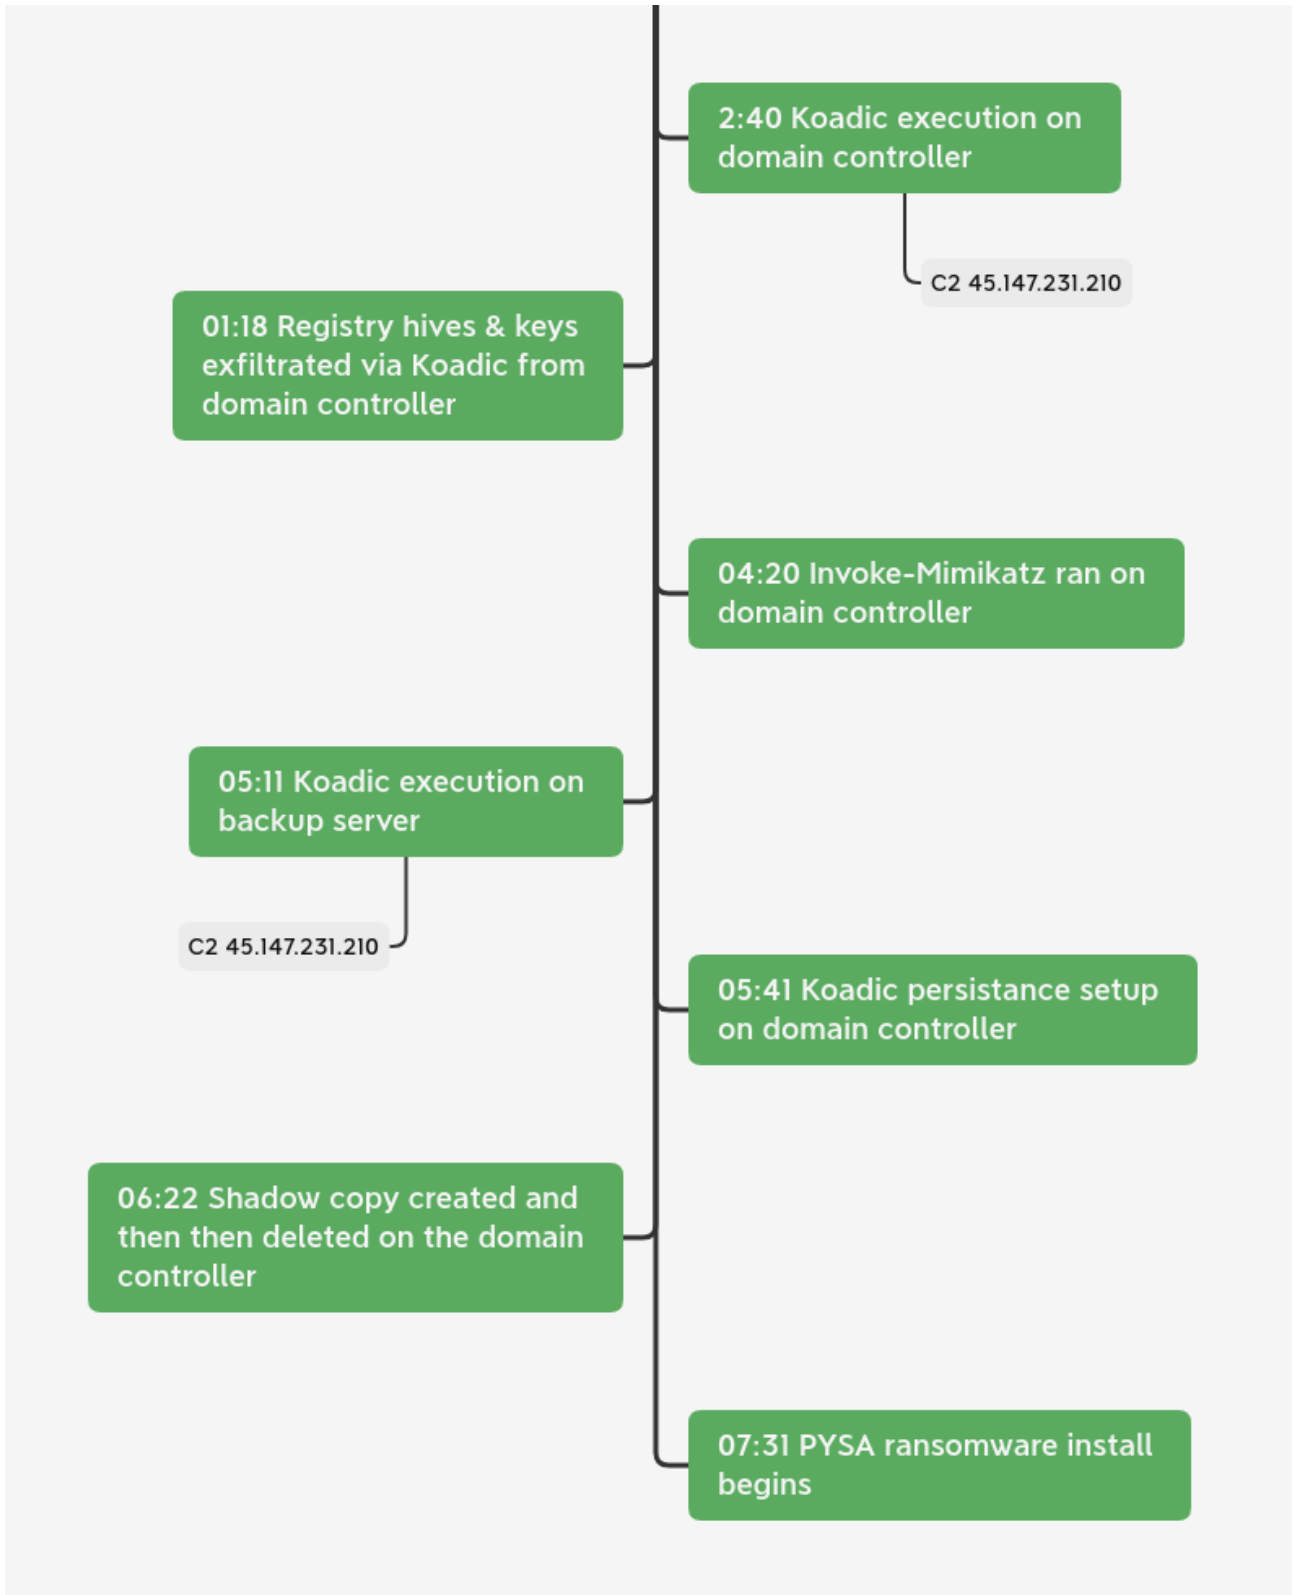 2:40 Koadic execution on
domain controller
C2 45.147.231.210
01:18 Registry hives & keys
exfiltrated via Koadic from
domain controller
04:20 Invoke-Mimikatz ran on
domain controller
05:11 Koadic execution on
backup server
C2 45.147.231.210
05:41 Koadic persistance setup
on domain controller
06:22 Shadow copy created and
then then deleted on the domain
controller
07:31 PYSA ransomware install
begins